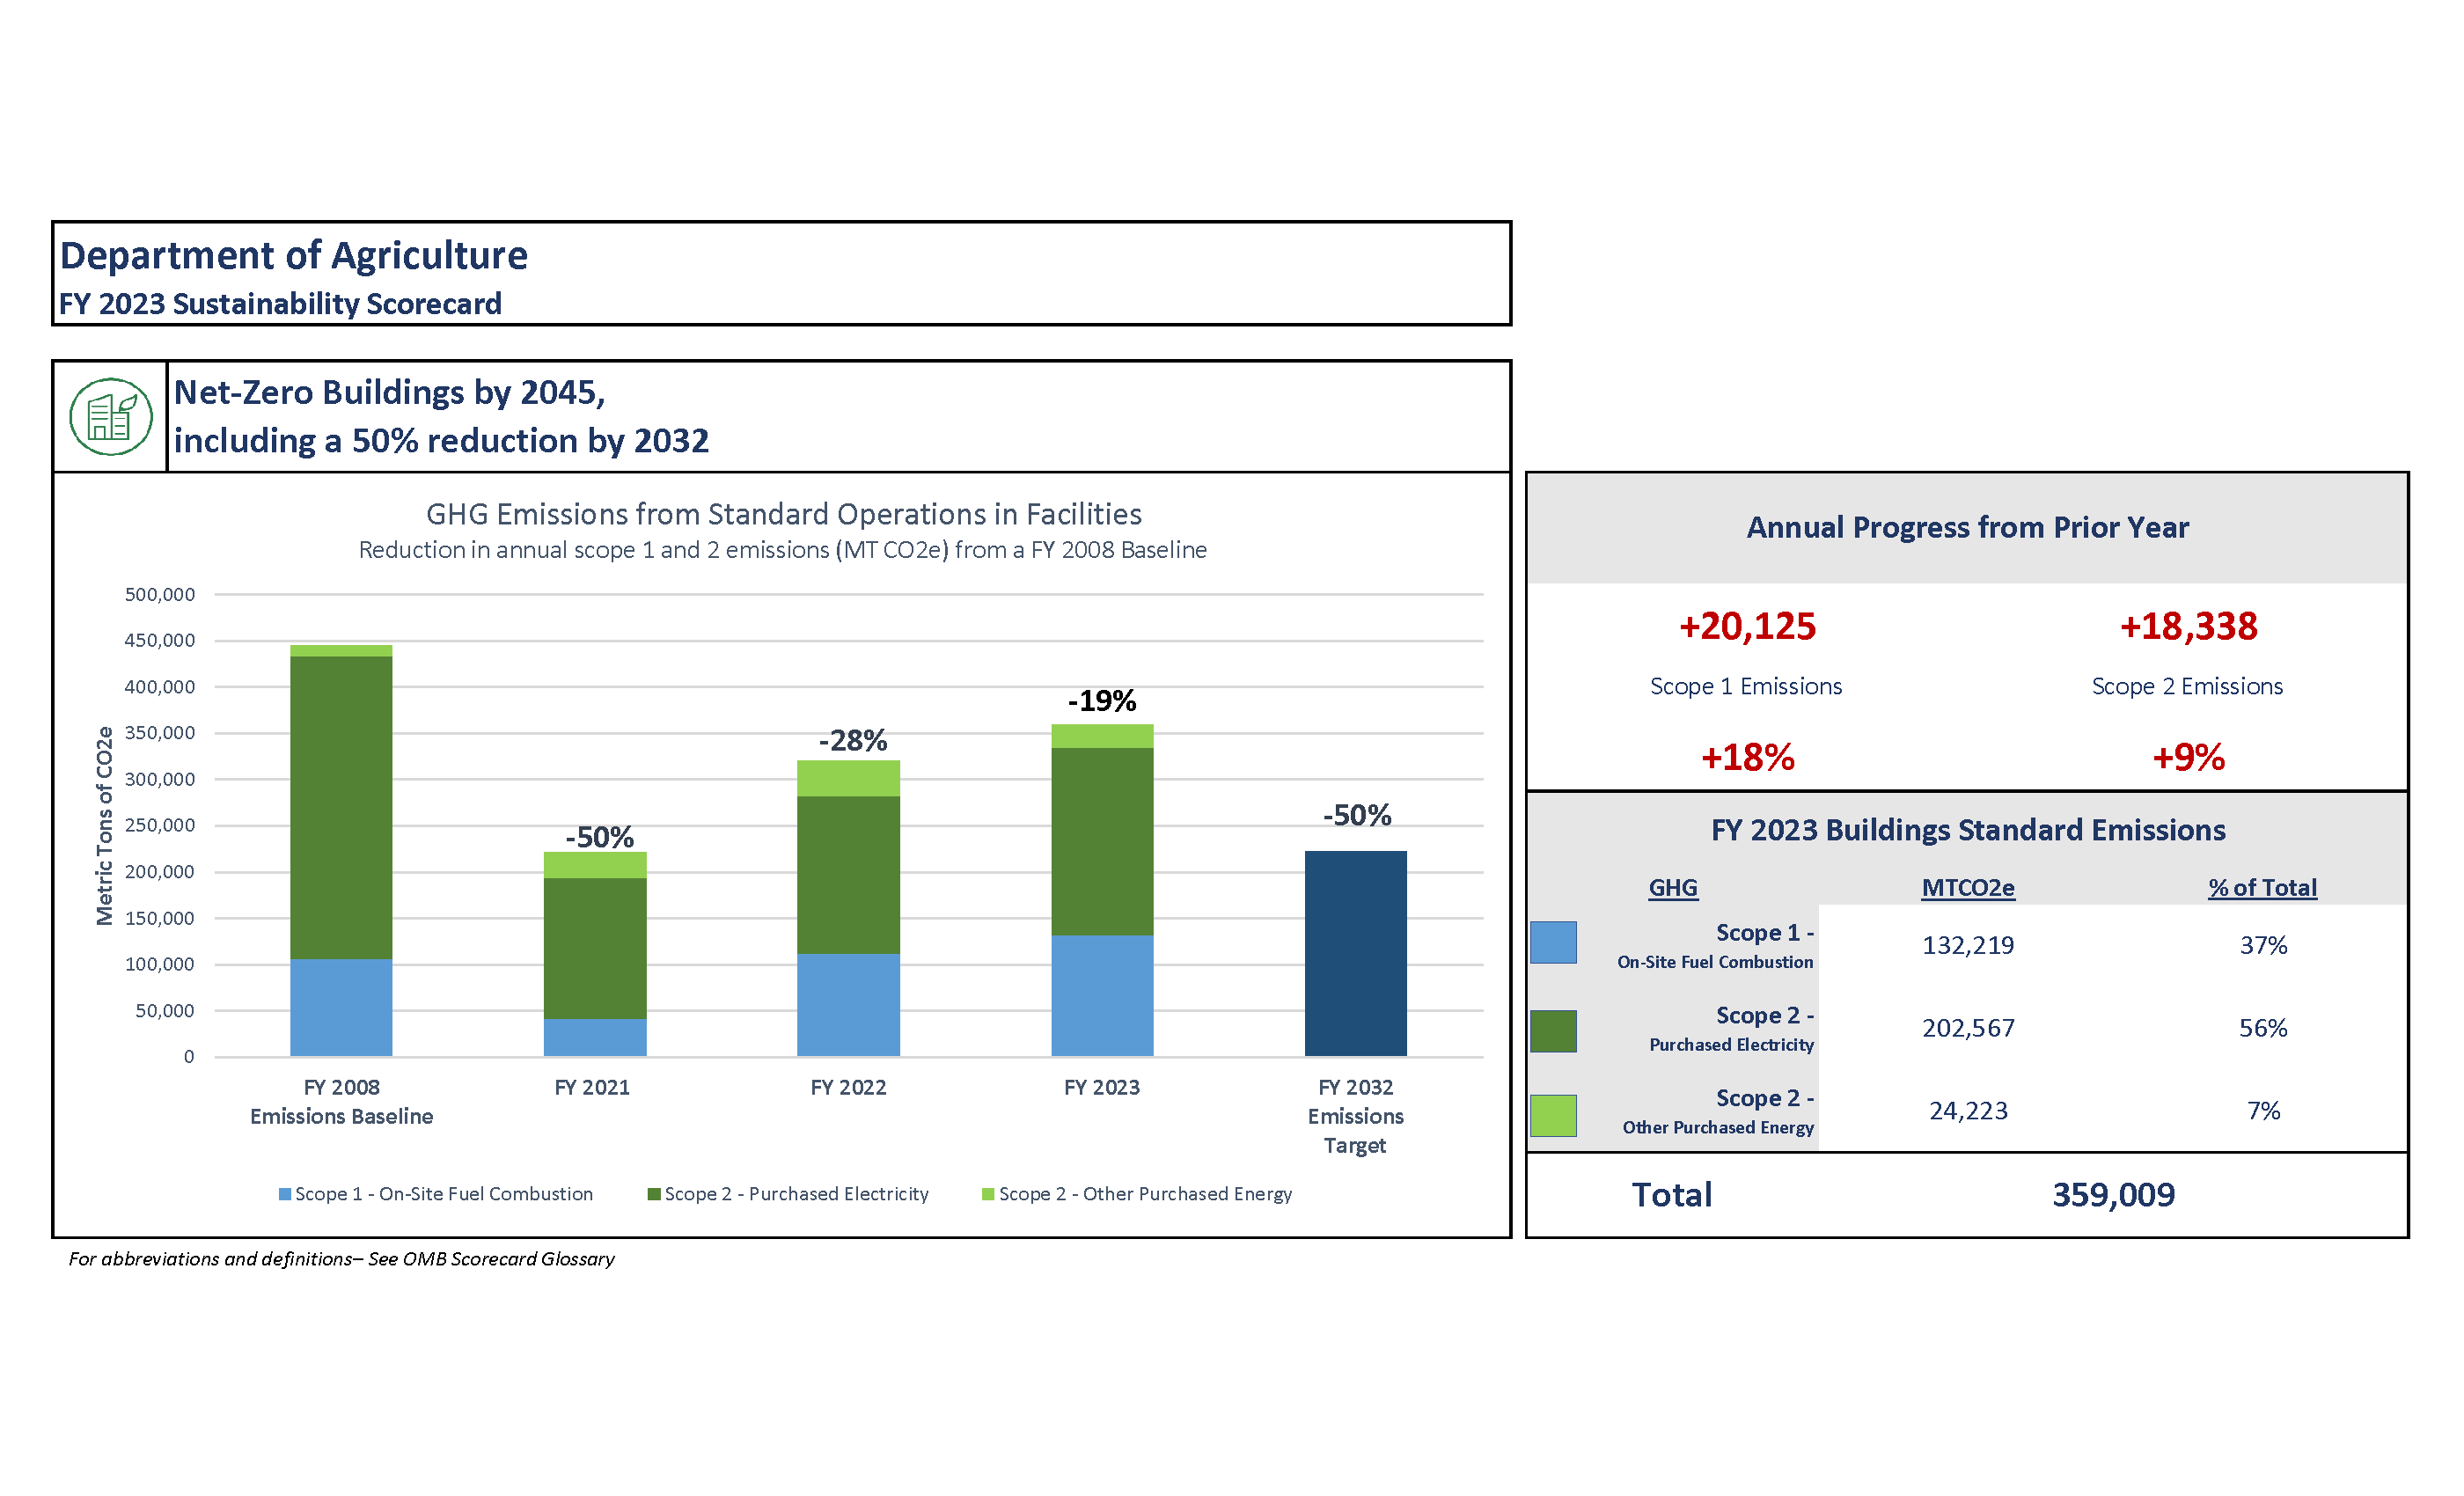 Department of Agriculture
FY 2023 Sustainability Scorecard
Net-Zero Buildings by 2045,
including a 50% reduction by 2032
GHG Emissions from Standard Operations in Facilities
Reduction in annual scope 1 and 2 emissions (MT CO2e) from a FY 2008 Baseline
Metric Tons of CO2e
500,000
450,000
400,000
350,000
300,000
250,000
200,000
150,000
100,000
50,000
0
-50%
-28%
-19%
-50%
FY 2008
Emissions Baseline
FY 2021
FY 2022
FY 2023
FY 2032
Emissions
Target
Scope 1 - On-Site Fuel Combustion
Scope 2 - Purchased Electricity
Scope 2 - Other Purchased Energy
For abbreviations and definitions– See OMB Scorecard Glossary
Annual Progress from Prior Year
+20,125 +18,338
Scope 1 Emissions Scope 2 Emissions
+18% +9%
FY 2023 Buildings Standard Emissions
GHG MTCO2e % of Total
Scope 1 -
On-Site Fuel Combustion
132,219 37%
Scope 2 -
Purchased Electricity
202,567 56%
Scope 2 -
Other Purchased Energy
24,223 7%
Total 359,009